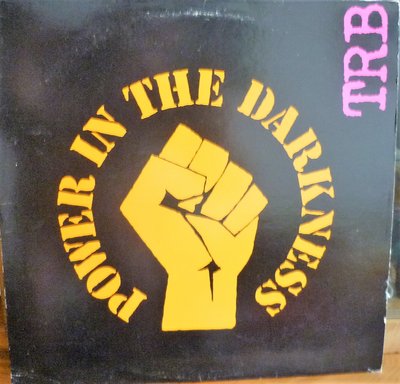 POWER IN THE DARKNESS
TRB